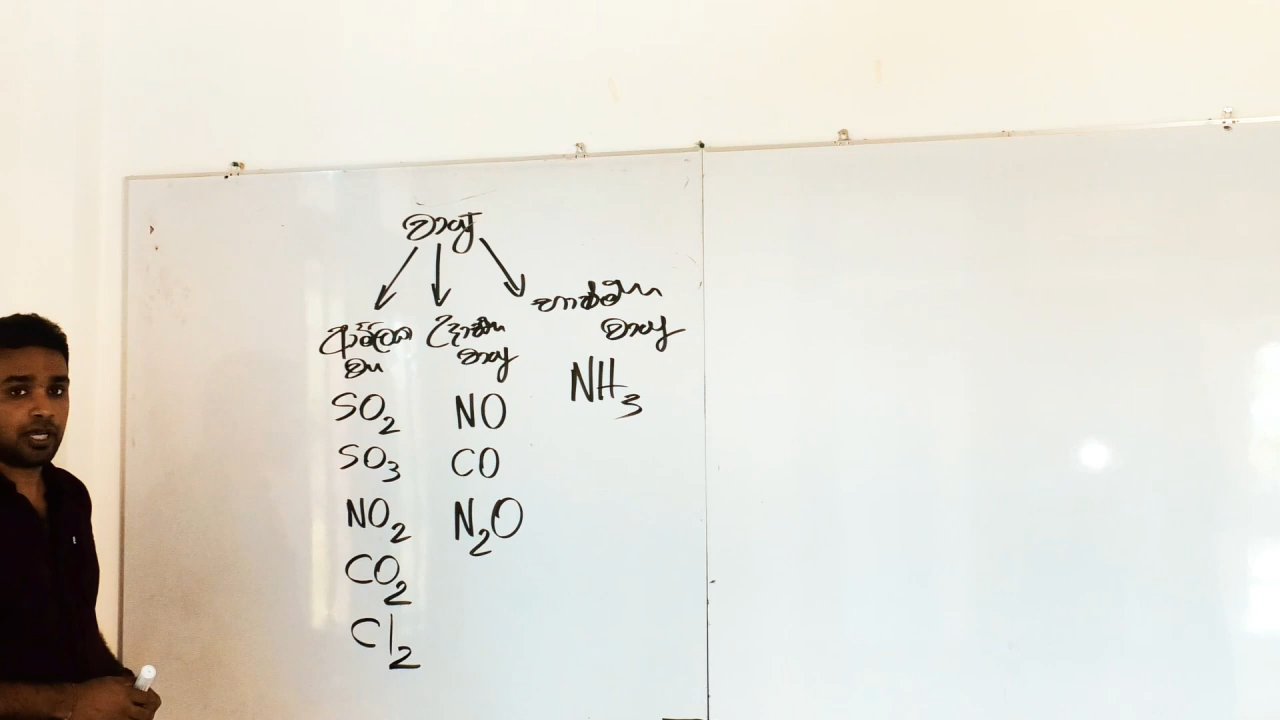 වායු
ආම්ලික
වා
උදාසීන
වායු
භාෂ්මික
වායු
SO₂
SO₃
NO₂
CO₂
Cl₂
NO
CO
N₂O
NH₃